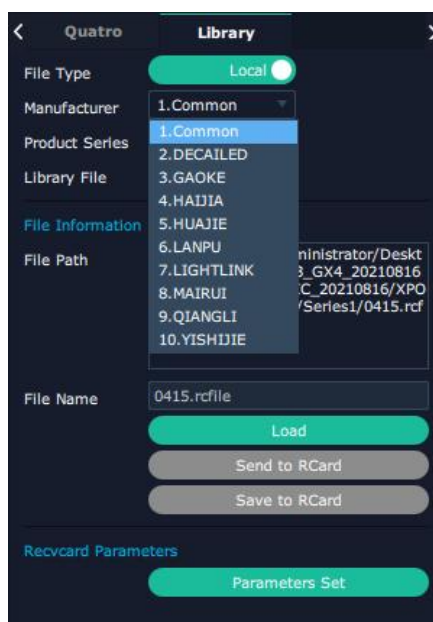 Quatro Library
File Type Local
Manufacturer 1.Common
Product Series 1.Common
2.DECAILED
Library File 3.GAOKE
4.HAIJIA
File Information 5.HUAJIE
File Path 6.LANPU ministrator/Deskt
7.LIGHTLINK 3_GX4_20210816
8.MAIRUI C_20210816/XPO
9.QIANGLI /Series1/0415.rcf
10.YISHIJIE
File Name 0415.rcfile
Load
Send to RCard
Save to RCard
Recvcard Parameters
Parameters Set